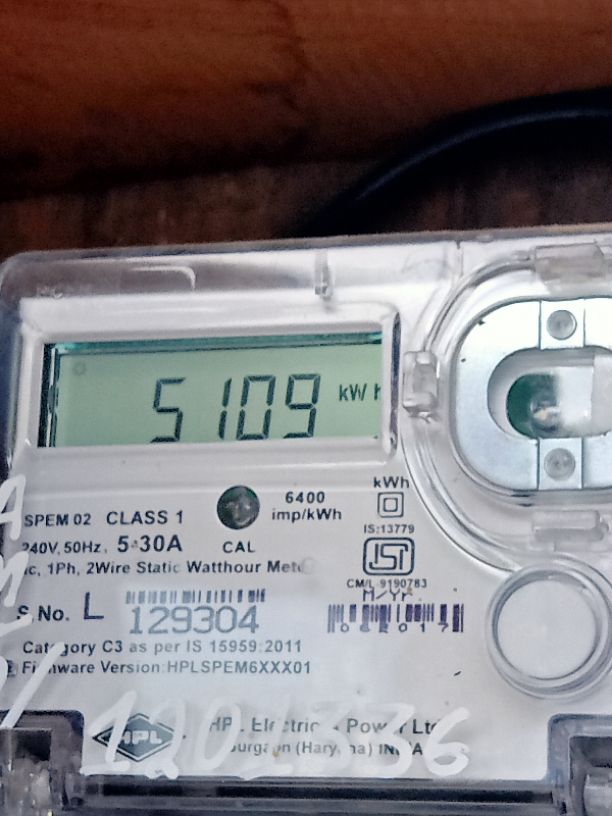 5109 kWh
kWh
6400
imp/kWh
SPEM 02 CLASS 1
IS:13779
240V, 50Hz, 5-30A CAL
1Ph, 2Wire Static Watthour
CM/L 9190783
M/Yr.
S.No. L 129304
062017
Category C3 as per IS 15959:2011
Firmware Version:HPLSPEM6XXX01
HPL
HPL Electric Power Ltd
INDIA
1201336